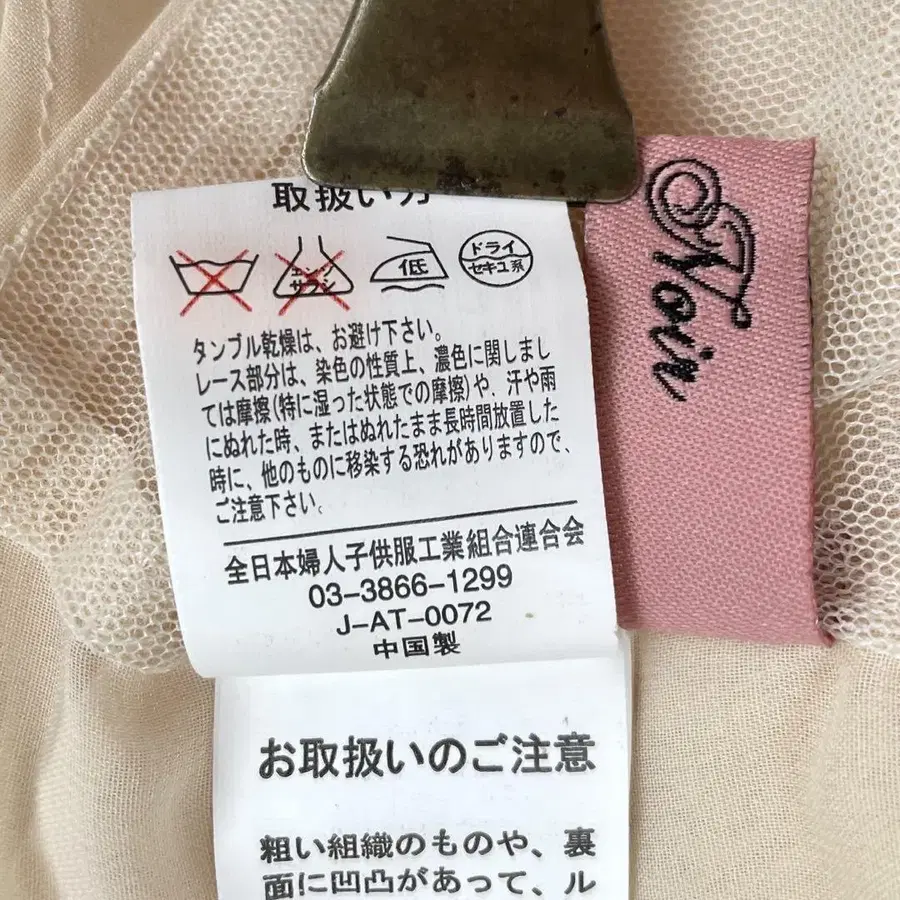 取扱い方
エンソ
サラシ
低
ドライ
セキユ系
タンブル乾燥は、お避け下さい。
レース部分は、染色の性質上、濃色に関しまし
ては摩擦(特に湿った状態での摩擦)や、汗や雨
にぬれた時、またはぬれたまま長時間放置した
時に、他のものに移染する恐れがありますので、
ご注意下さい。
全日本婦人子供服工業組合連合会
03-3866-1299
J-AT-0072
中国製
Noir
お取扱いのご注意
粗い組織のものや、裏
面に凹凸があって、ル